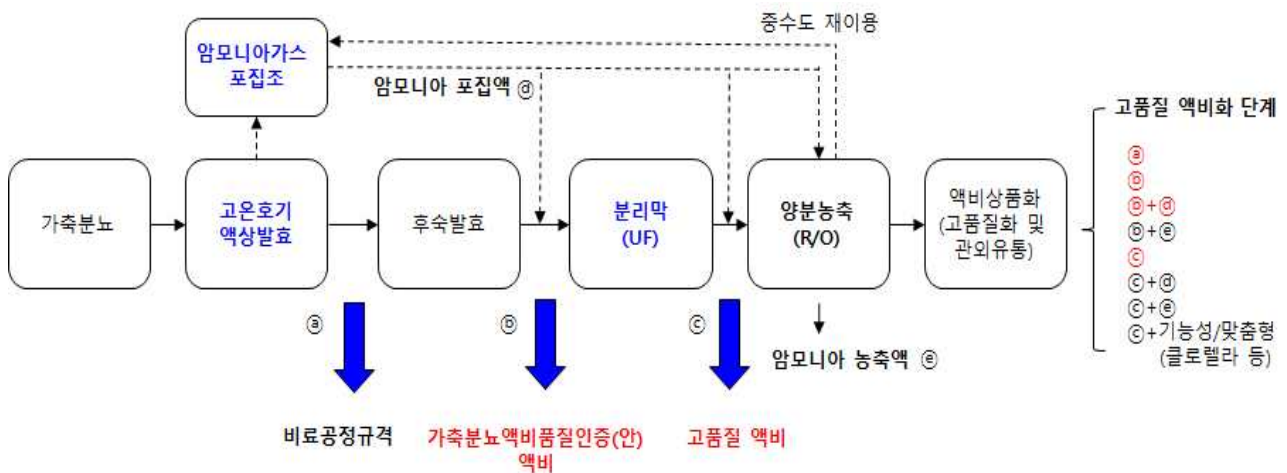 중수도 재이용
암모니아가스
포집조
암모니아 포집액 ⓓ
고품질 액비화 단계
가축분뇨
고온호기
액상발효
후숙발효
분리막
(UF)
양분농축
(R/O)
액비상품화
(고품질화 및
관외유통)
ⓐ
ⓑ
ⓑ+ⓓ
ⓑ+ⓔ
ⓒ
ⓒ+ⓓ
ⓒ+ⓔ
ⓒ+기능성/맞춤형
(클로렐라 등)
ⓐ
ⓑ
ⓒ
암모니아 농축액 ⓔ
비료공정규격
가축분뇨액비품질인증(안)
액비
고품질 액비